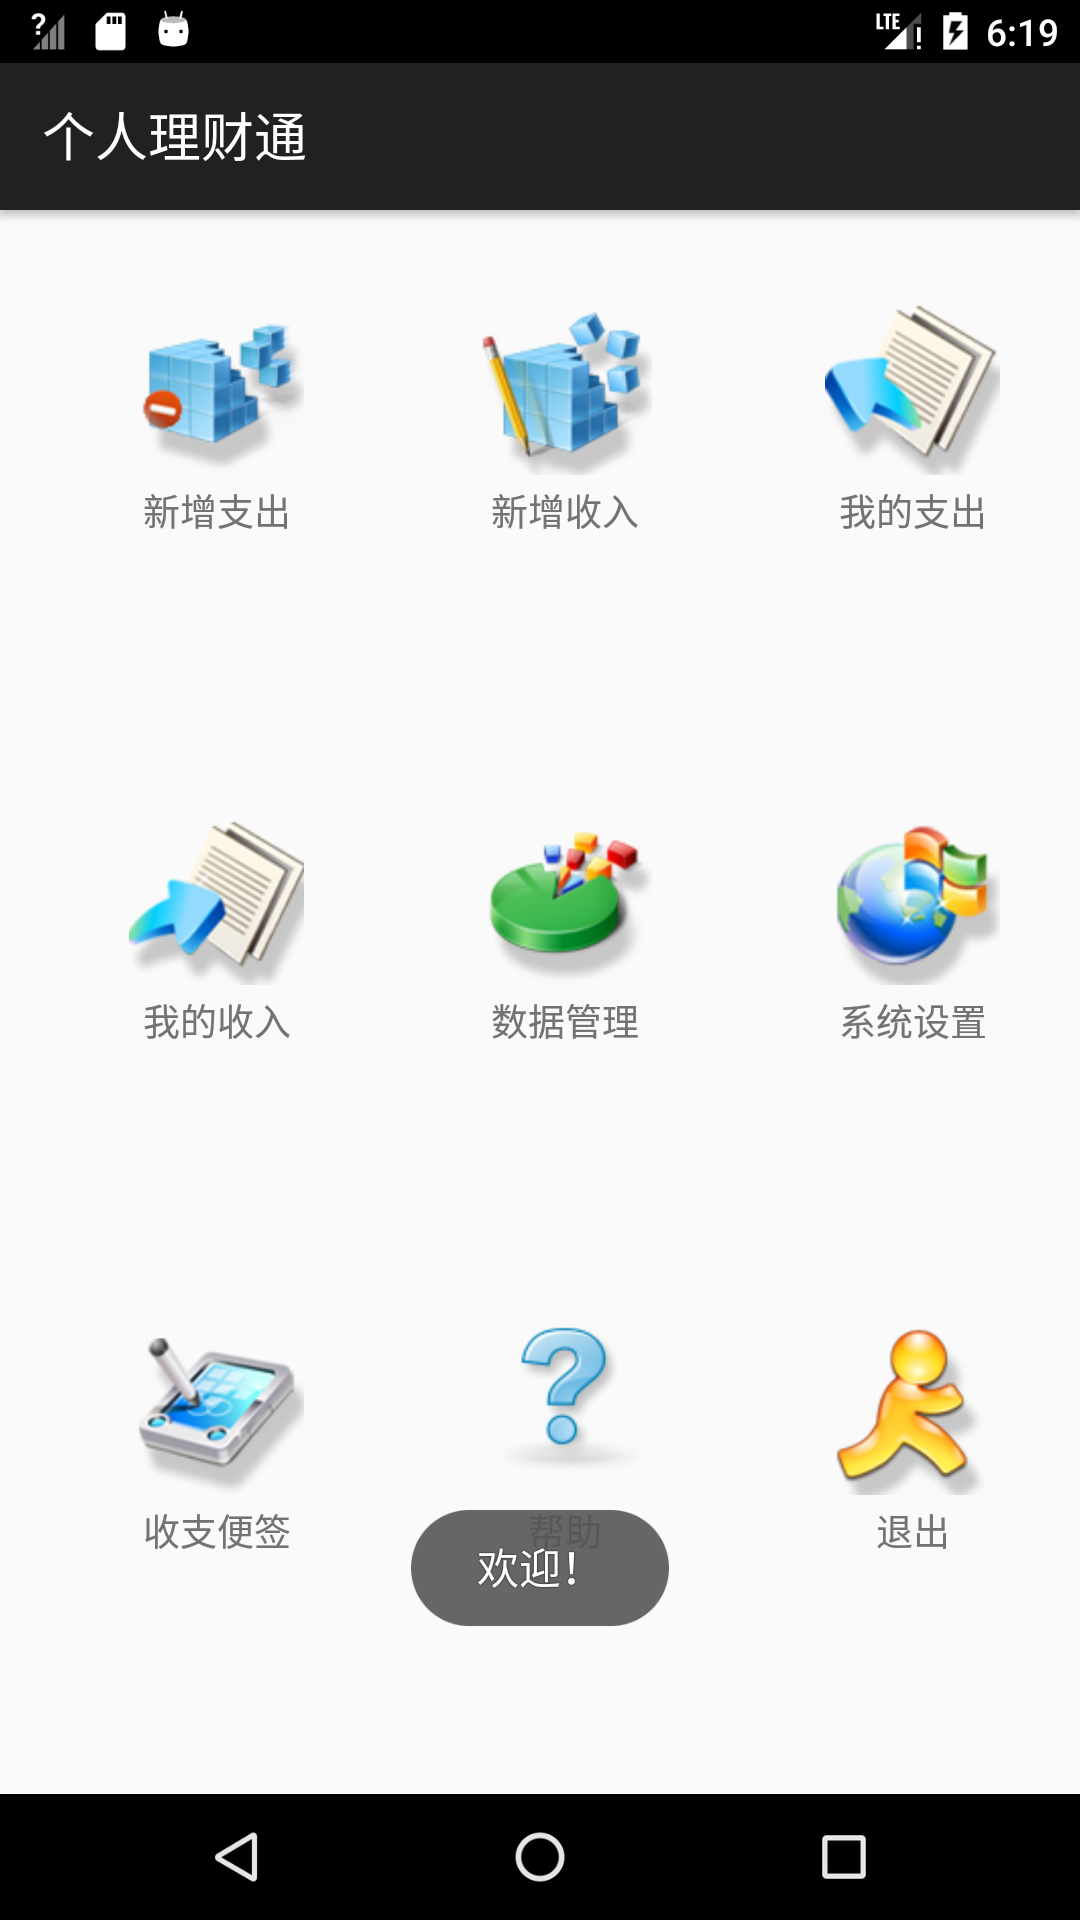 LTE 6:19
个人理财通
新增支出 新增收入 我的支出
我的收入 数据管理 系统设置
收支便签 帮助 退出
欢迎！